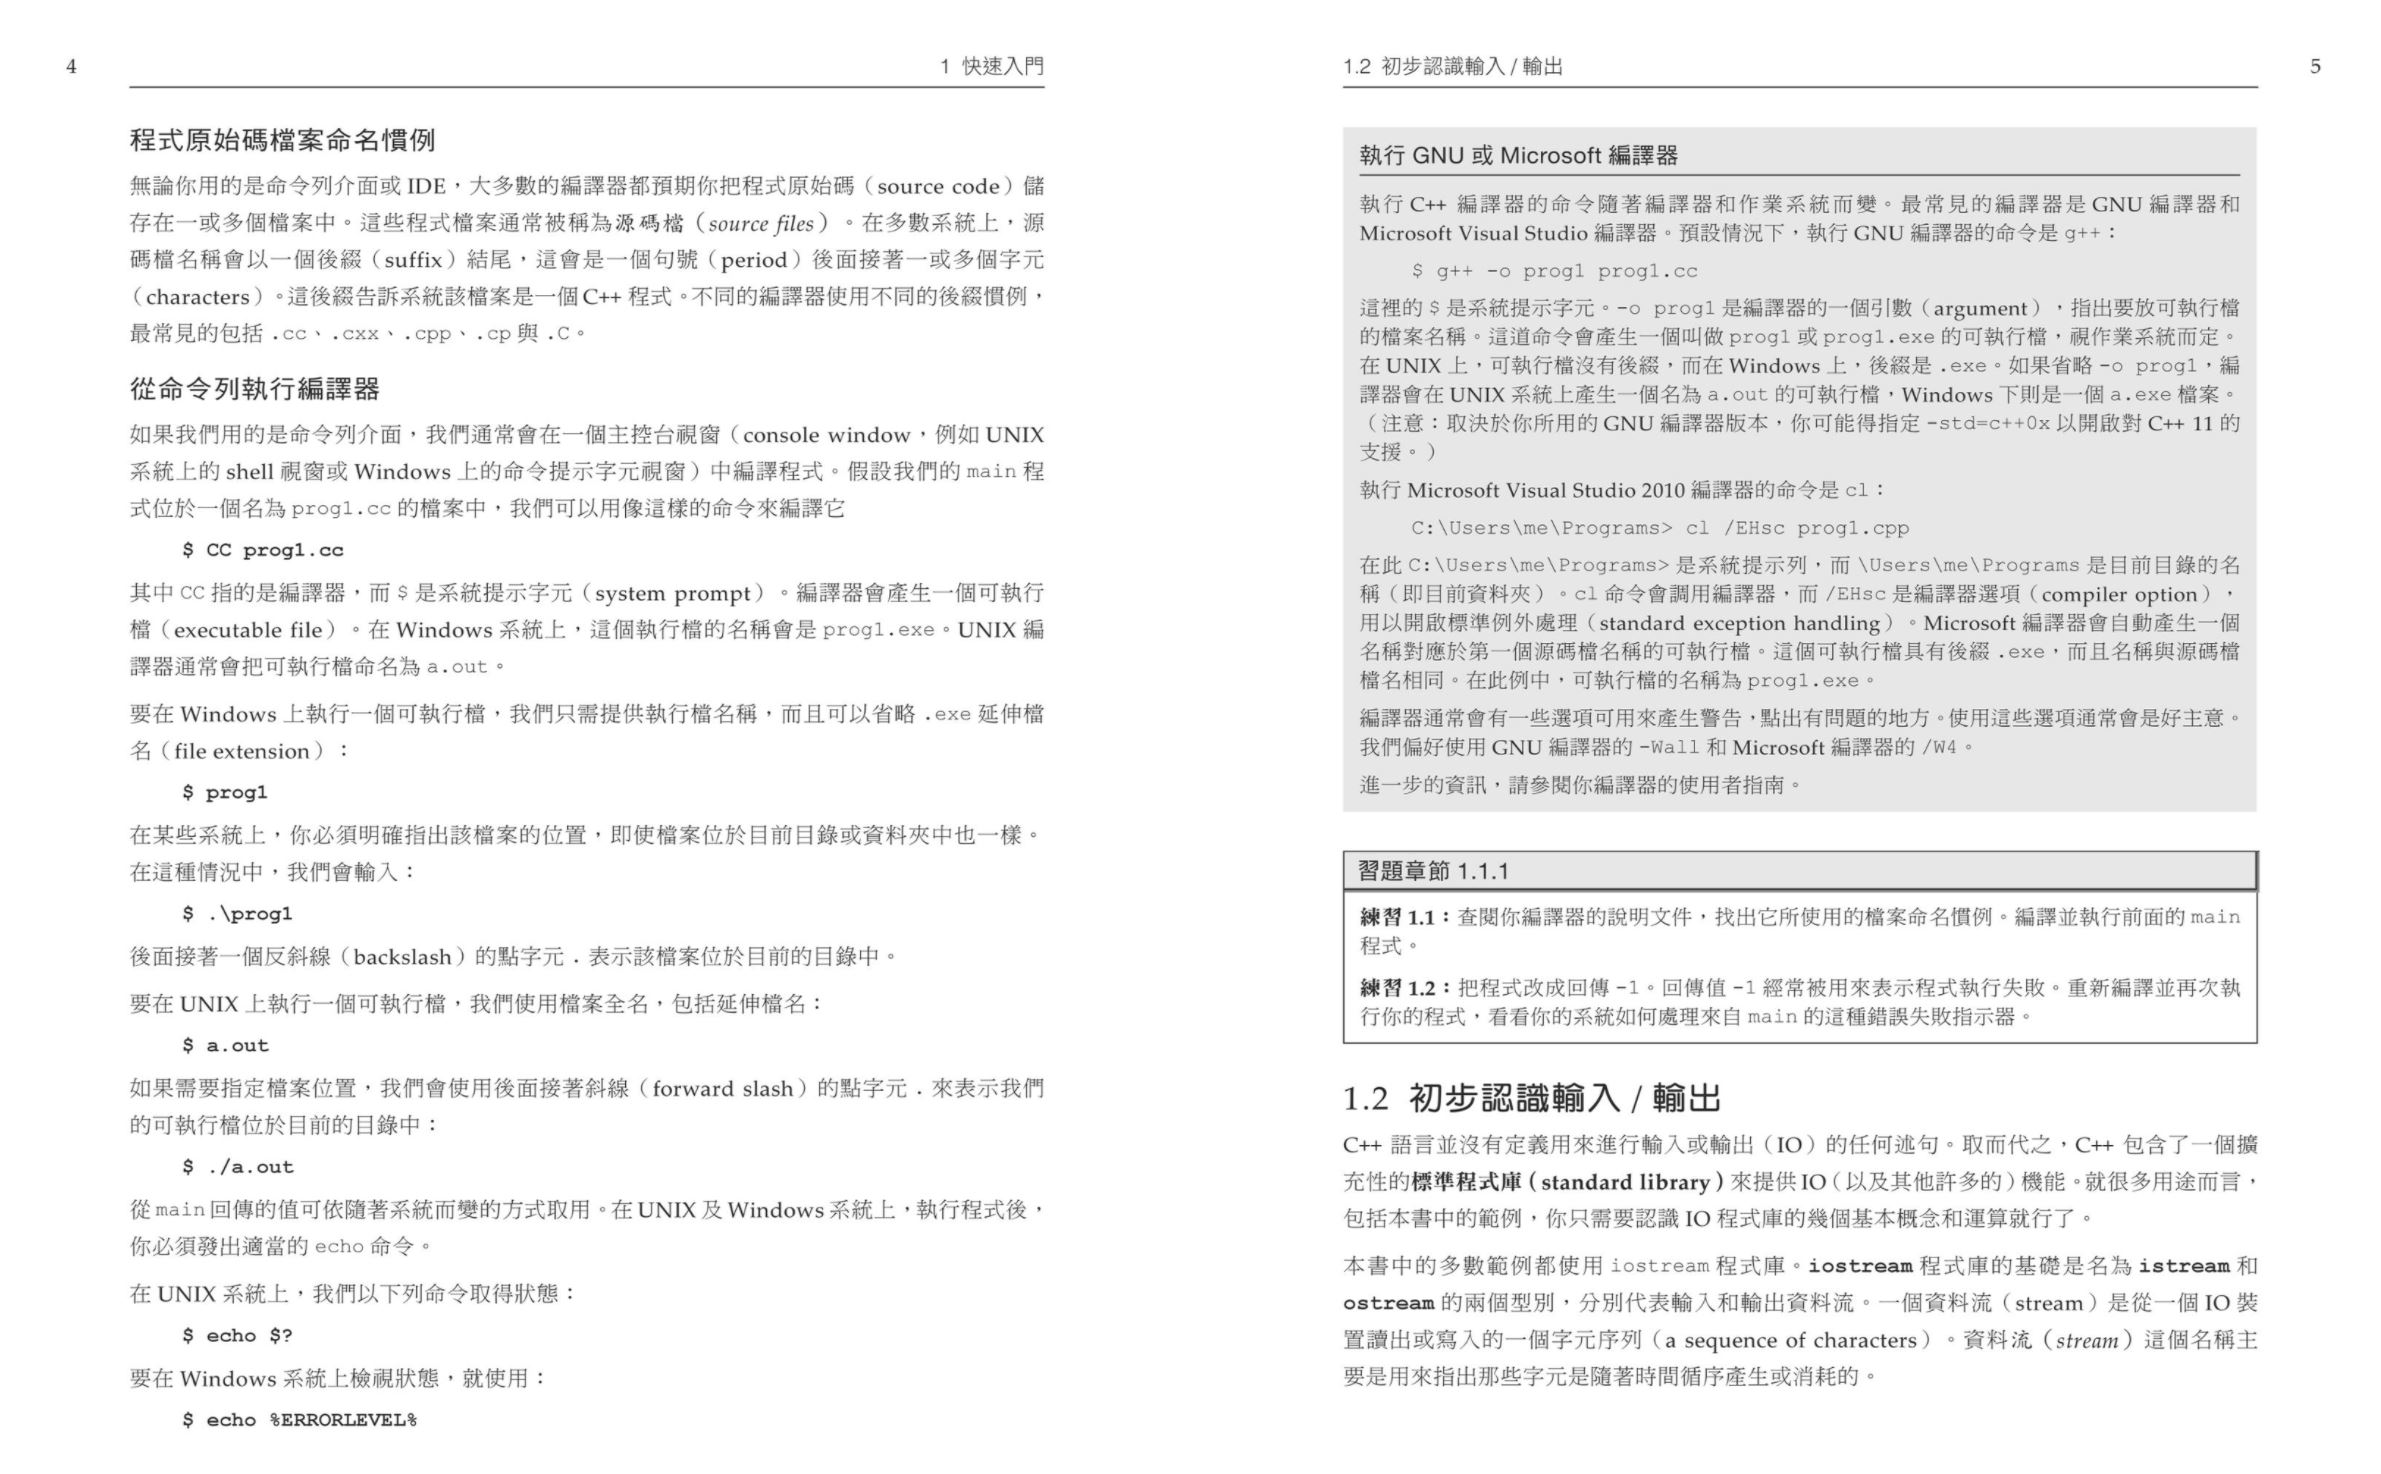 4
1 快速入門
程式原始碼檔案命名慣例
無論你用的是命令列介面或 IDE，大多數的編譯器都預期你把程式原始碼（source code）儲
存在一或多個檔案中。這些程式檔案通常被稱為源碼檔（source files）。在多數系統上，源
碼檔名稱會以一個後綴（suffix）結尾，這會是一個句號（period）後面接著一或多個字元
（characters）。這後綴告訴系統該檔案是一個 C++ 程式。不同的編譯器使用不同的後綴慣例，
最常見的包括 .cc、.cxx、.cpp、.cp 與 .C。
從命令列執行編譯器
如果我們用的是命令列介面，我們通常會在一個主控台視窗（console window，例如 UNIX
系統上的 shell 視窗或 Windows 上的命令提示字元視窗）中編譯程式。假設我們的 main 程
式位於一個名為 prog1.cc 的檔案中，我們可以用像這樣的命令來編譯它
$ CC prog1.cc
其中 CC 指的是編譯器，而 $ 是系統提示字元（system prompt）。編譯器會產生一個可執行
檔（executable file）。在 Windows 系統上，這個執行檔的名稱會是 prog1.exe。UNIX 編
譯器通常會把可執行檔命名為 a.out。
要在 Windows 上執行一個可執行檔，我們只需提供執行檔名稱，而且可以省略 .exe 延伸檔
名（file extension）：
$ prog1
在某些系統上，你必須明確指出該檔案的位置，即使檔案位於目前目錄或資料夾中也一樣。
在這種情況中，我們會輸入：
$ .\prog1
後面接著一個反斜線（backslash）的點字元 . 表示該檔案位於目前的目錄中。
要在 UNIX 上執行一個可執行檔，我們使用檔案全名，包括延伸檔名：
$ a.out
如果需要指定檔案位置，我們會使用後面接著斜線（forward slash）的點字元 . 來表示我們
的可執行檔位於目前的目錄中：
$ ./a.out
從 main 回傳的值可依隨著系統而變的方式取用。在 UNIX 及 Windows 系統上，執行程式後，
你必須發出適當的 echo 命令。
在 UNIX 系統上，我們以下列命令取得狀態：
$ echo $?
要在 Windows 系統上檢視狀態，就使用：
$ echo %ERRORLEVEL%
1.2 初步認識輸入 / 輸出
5
執行 GNU 或 Microsoft 編譯器
執行 C++ 編譯器的命令隨著編譯器和作業系統而變。最常見的編譯器是 GNU 編譯器和
Microsoft Visual Studio 編譯器。預設情況下，執行 GNU 編譯器的命令是 g++：
$ g++ -o prog1 prog1.cc
這裡的 $ 是系統提示字元。-o prog1 是編譯器的一個引數（argument），指出要放可執行檔
的檔案名稱。這道命令會產生一個叫做 prog1 或 prog1.exe 的可執行檔，視作業系統而定。
在 UNIX 上，可執行檔沒有後綴，而在 Windows 上，後綴是 .exe。如果省略 -o prog1，編
譯器會在 UNIX 系統上產生一個名為 a.out 的可執行檔，Windows 下則是一個 a.exe 檔案。
（注意：取決於你所用的 GNU 編譯器版本，你可能得指定 -std=c++0x 以開啟對 C++ 11 的
支援。）
執行 Microsoft Visual Studio 2010 編譯器的命令是 cl：
C:\Users\me\Programs> cl /EHsc prog1.cpp
在此 C:\Users\me\Programs> 是系統提示列，而 \Users\me\Programs 是目前目錄的名
稱（即目前資料夾）。cl 命令會調用編譯器，而 /EHsc 是編譯器選項（compiler option），
用以開啟標準例外處理（standard exception handling）。Microsoft 編譯器會自動產生一個
名稱對應於第一個源碼檔名稱的可執行檔。這個可執行檔具有後綴 .exe，而且名稱與源碼檔
檔名相同。在此例中，可執行檔的名稱為 prog1.exe。
編譯器通常會有一些選項可用來產生警告，點出有問題的地方。使用這些選項通常會是好主意。
我們偏好使用 GNU 編譯器的 -Wall 和 Microsoft 編譯器的 /W4。
進一步的資訊，請參閱你編譯器的使用者指南。
習題章節 1.1.1
練習 1.1：查閱你編譯器的說明文件，找出它所使用的檔案命名慣例。編譯並執行前面的 main
程式。
練習 1.2：把程式改成回傳 -1。回傳值 -1 經常被用來表示程式執行失敗。重新編譯並再次執
行你的程式，看看你的系統如何處理來自 main 的這種錯誤失敗指示器。
1.2 初步認識輸入 / 輸出
C++ 語言並沒有定義用來進行輸入或輸出（IO）的任何述句。取而代之，C++ 包含了一個擴
充性的標準程式庫（standard library）來提供 IO（以及其他許多的）機能。就很多用途而言，
包括本書中的範例，你只需要認識 IO 程式庫的幾個基本概念和運算就行了。
本書中的多數範例都使用 iostream 程式庫。iostream 程式庫的基礎是名為 istream 和
ostream 的兩個型別，分別代表輸入和輸出資料流。一個資料流（stream）是從一個 IO 裝
置讀出或寫入的一個字元序列（a sequence of characters）。資料流（stream）這個名稱主
要是用來指出那些字元是隨著時間循序產生或消耗的。